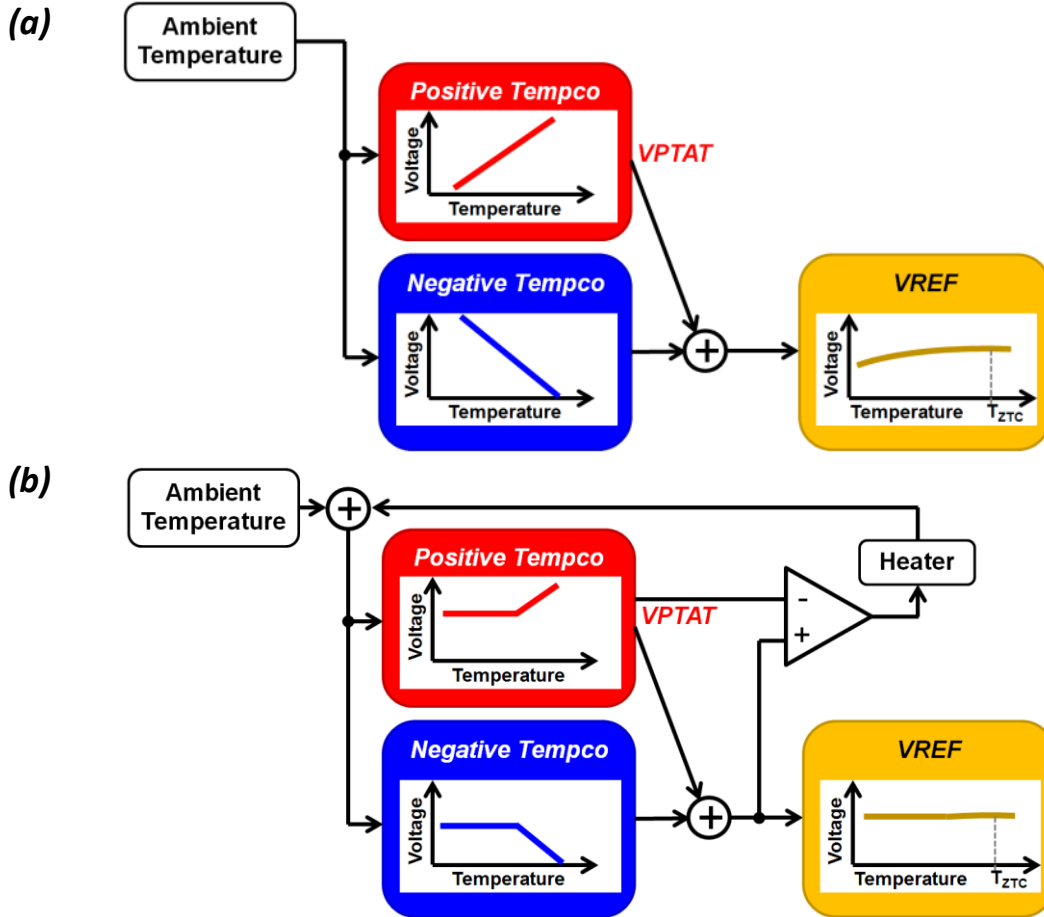 (a)
Ambient
Temperature
Positive Tempco
Voltage
Temperature
VPTAT
Negative Tempco
Voltage
Temperature
+
VREF
Voltage
Temperature
TZTC
(b)
Ambient
Temperature
+
Positive Tempco
Voltage
Temperature
VPTAT
-
+
Heater
Negative Tempco
Voltage
Temperature
+
VREF
Voltage
Temperature
TZTC